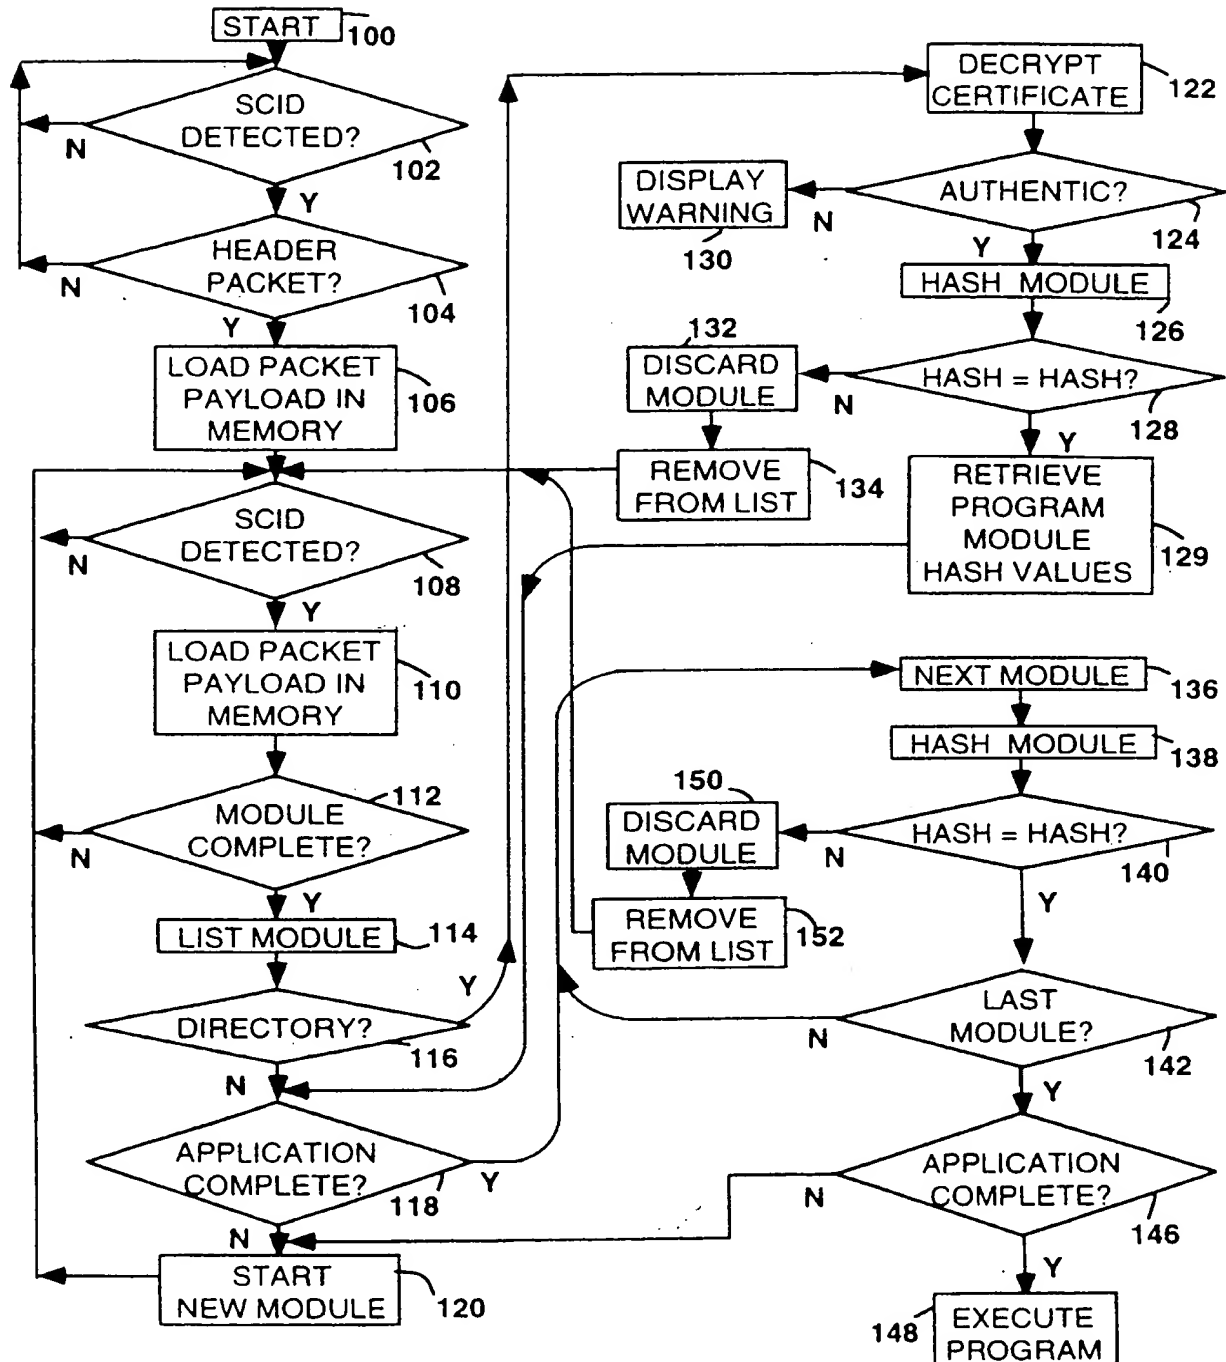 START
100
SCID
DETECTED?
102
N
Y
HEADER
PACKET?
104
N
Y
LOAD PACKET
PAYLOAD IN
MEMORY
106
SCID
DETECTED?
108
N
Y
LOAD PACKET
PAYLOAD IN
MEMORY
110
MODULE
COMPLETE?
112
N
Y
LIST MODULE
114
DIRECTORY?
116
Y
N
APPLICATION
COMPLETE?
118
Y
N
START
NEW MODULE
120
DECRYPT
CERTIFICATE
122
AUTHENTIC?
124
N
Y
DISPLAY
WARNING
130
HASH MODULE
126
HASH = HASH?
128
N
Y
132
DISCARD
MODULE
REMOVE
FROM LIST
134
RETRIEVE
PROGRAM
MODULE
HASH VALUES
129
NEXT MODULE
136
HASH MODULE
138
HASH = HASH?
140
N
Y
150
DISCARD
MODULE
REMOVE
FROM LIST
152
LAST
MODULE?
142
N
Y
APPLICATION
COMPLETE?
146
N
Y
148
EXECUTE
PROGRAM